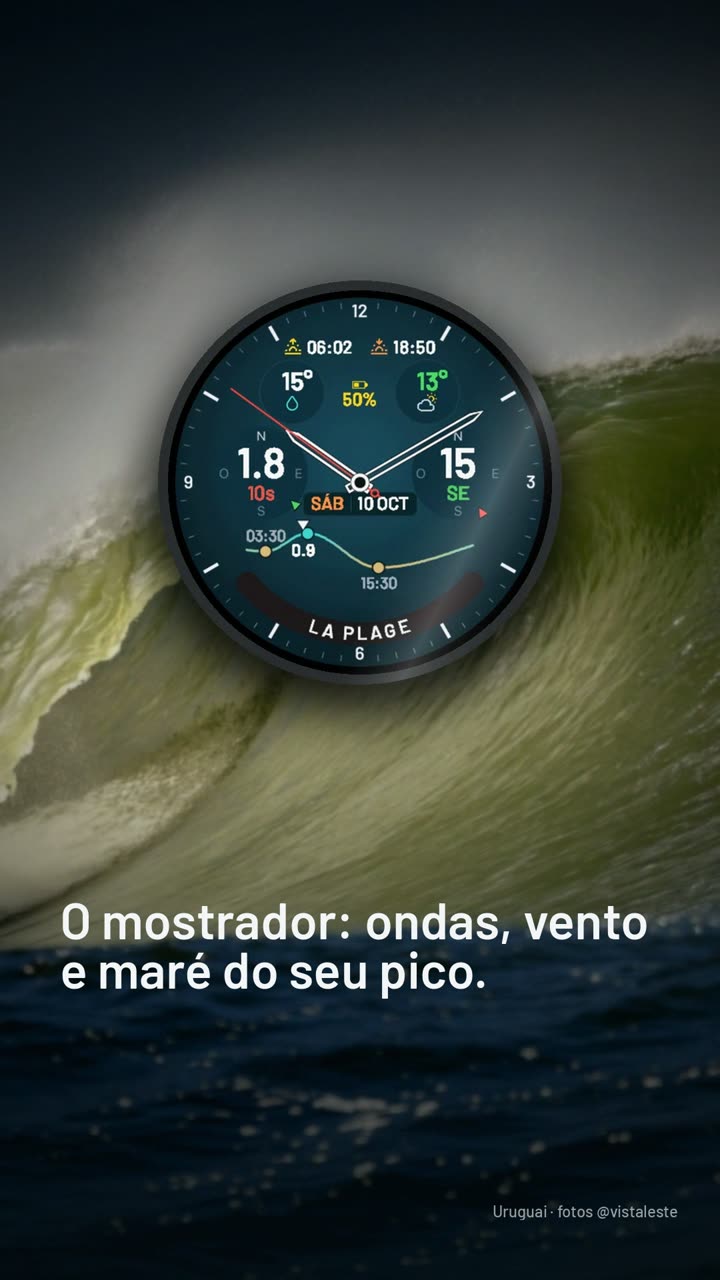 12
06:02 18:50
15° 13°
50%
N N
O 1.8 E O 15 E
9 3
10s SE
S S
SÁB 10 OCT
03:30
0.9
15:30
LA PLAGE
6
O mostrador: ondas, vento
e maré do seu pico.
Uruguai · fotos @vistaleste